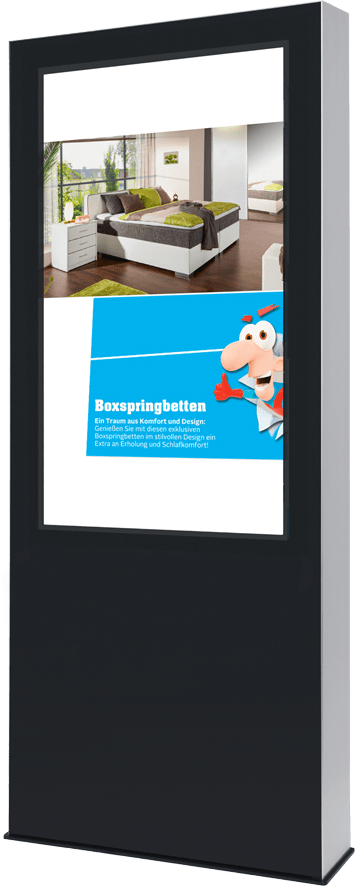 Boxspringbetten
Ein Traum aus Komfort und Design:
Genießen Sie mit diesen exklusiven
Boxspringbetten im stilvollen Design ein
Extra an Erholung und Schlafkomfort!